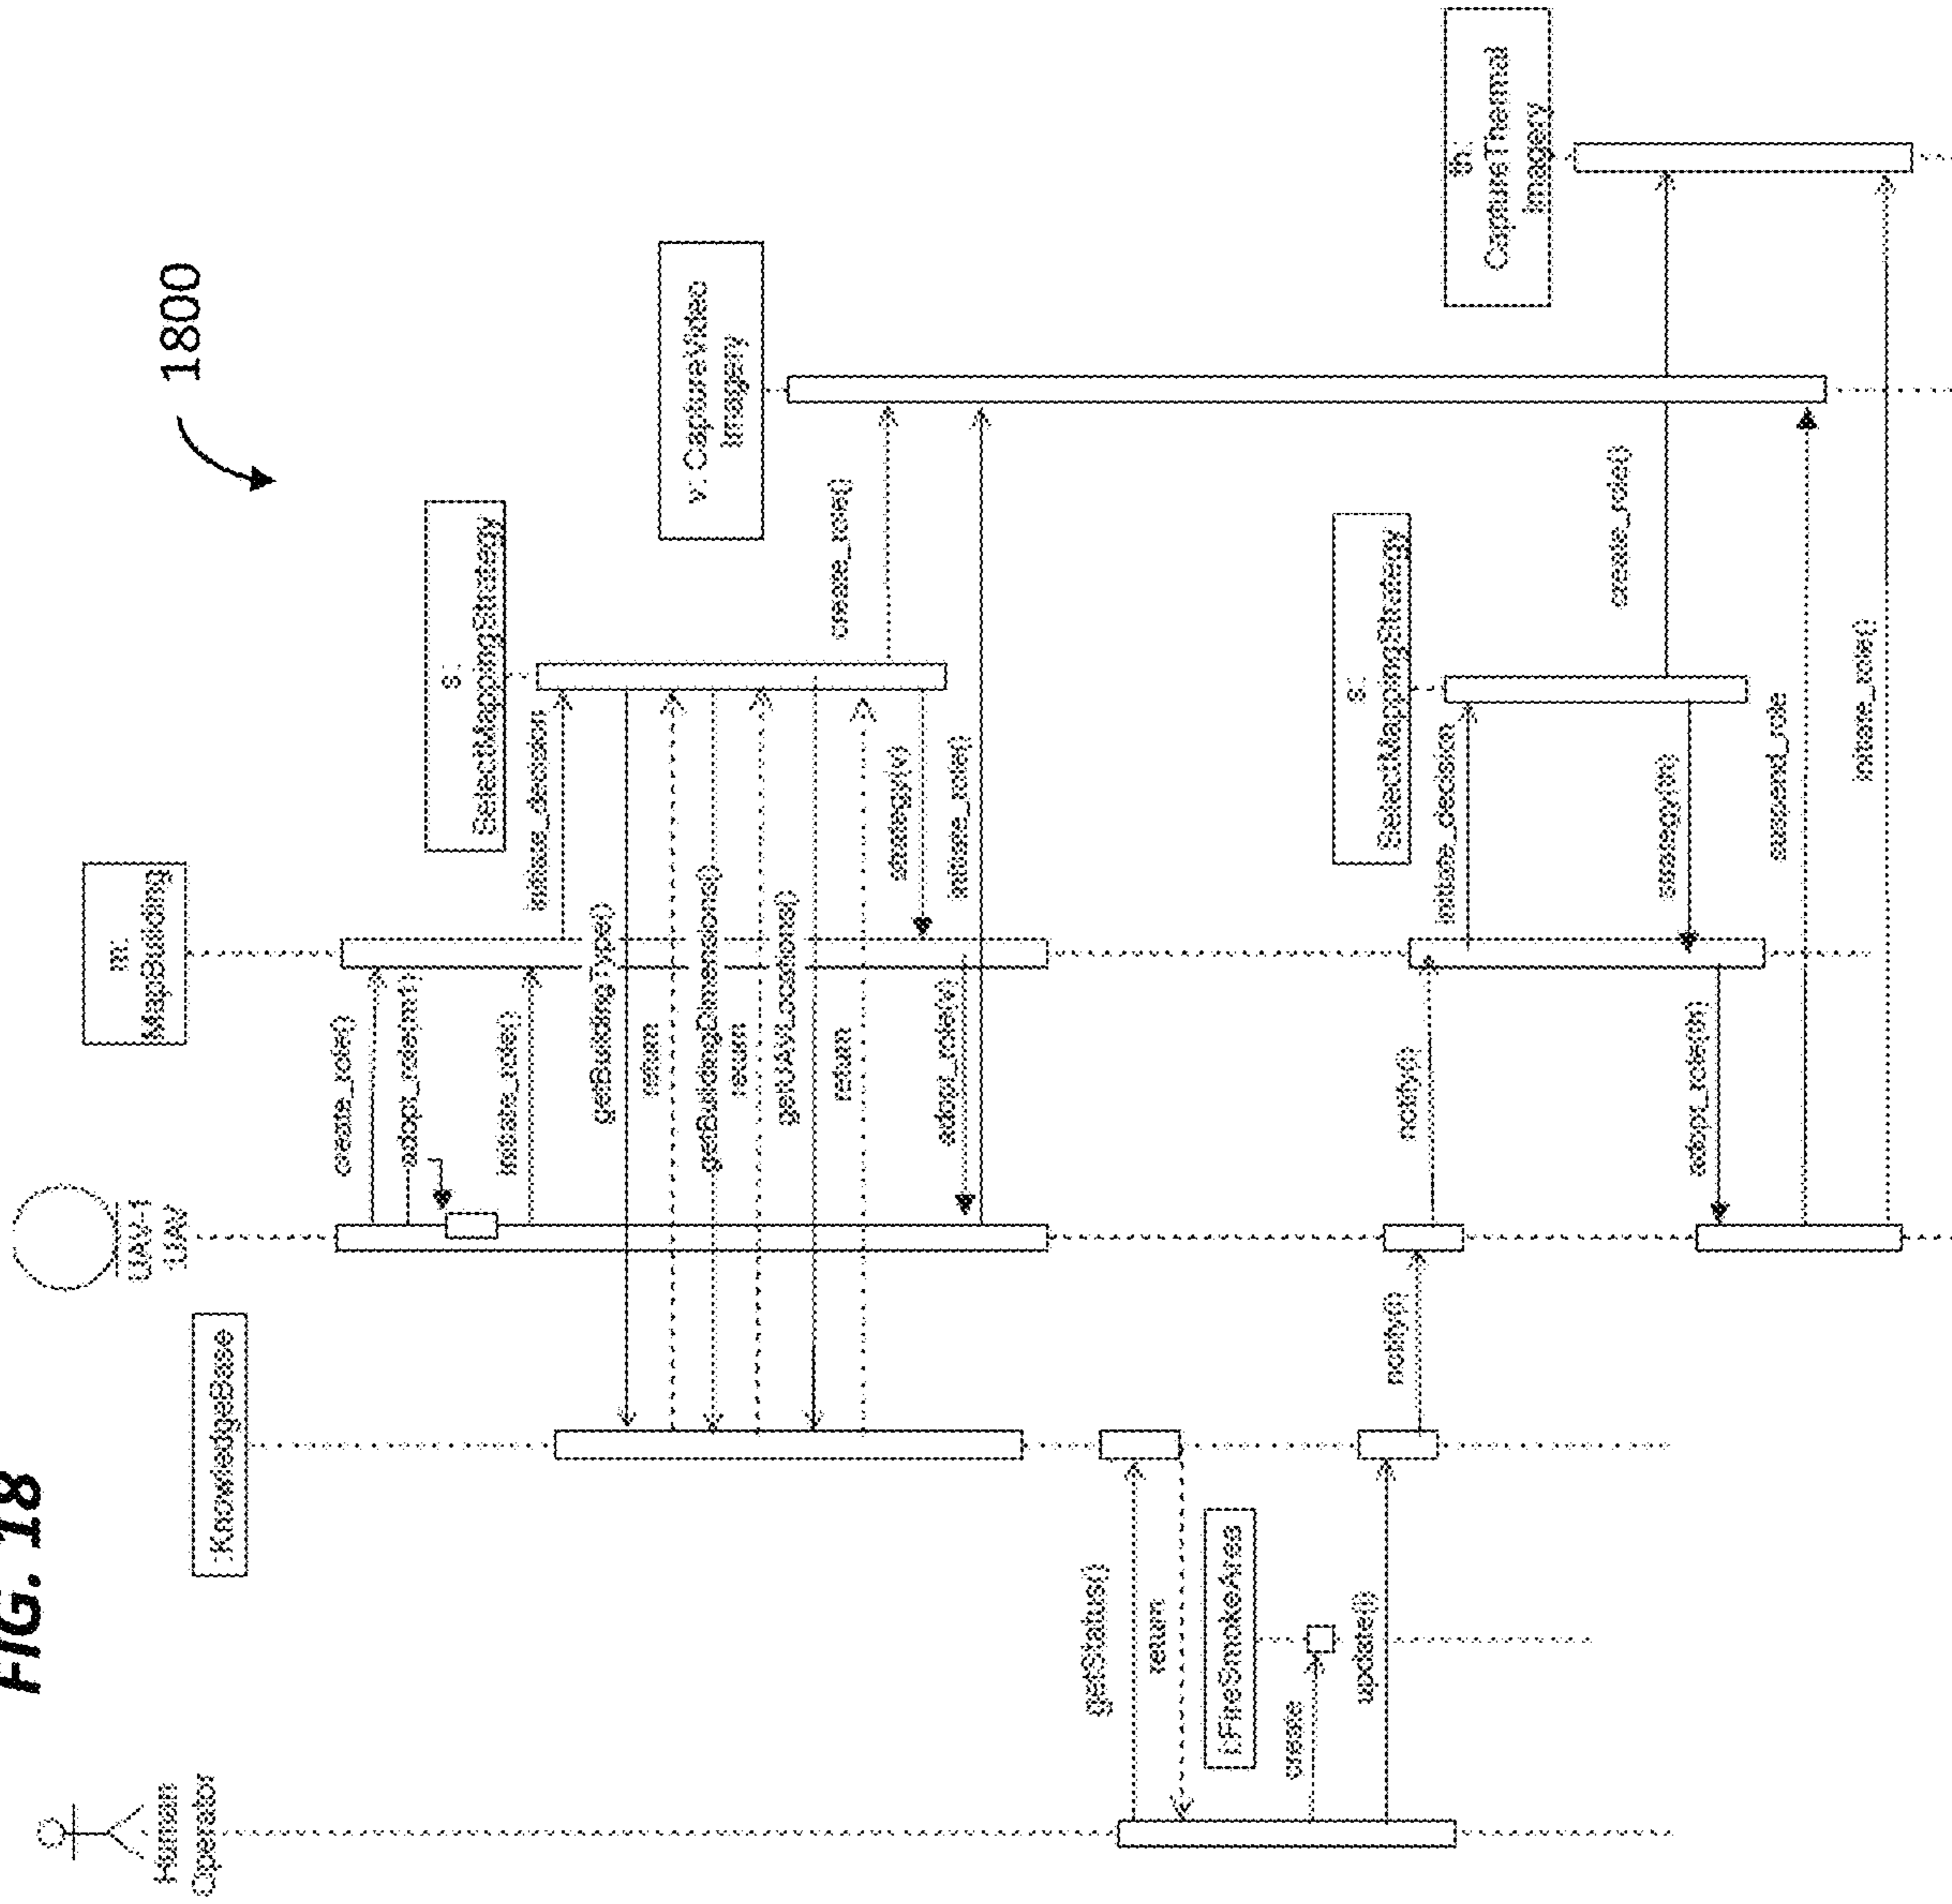 FIG. 18
1800
Human
Operator
:KnowledgeBase
UAV-1
:UAV
m:
MapBuilding
create_role()
adopt_role(m)
initiate_role()
s:
SelectMappingStrategy
initiate_decision
getBuildingType()
return
getBuildingDimensions()
return
getUAVLocations()
return
v: CaptureVideo
Imagery
create_role()
strategy(v)
adopt_role(v)
initiate_role()
getStatus()
return
i:FireSmokeArea
create
update(i)
notify(i)
notify(i)
s:
SelectMappingStrategy
initiate_decision
th:
CaptureThermal
Imagery
create_role()
strategy(th)
adopt_role(th)
suspend_role
initiate_role()